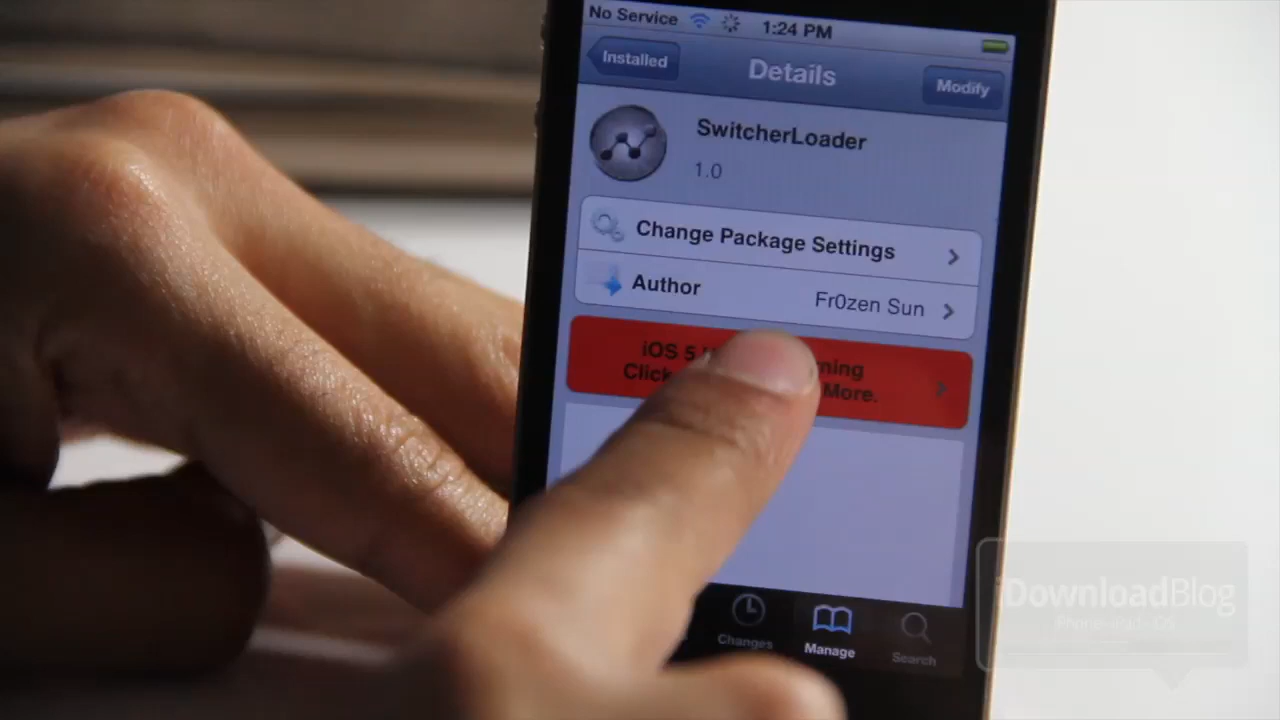 No Service 1:24 PM
Installed Details Modify
SwitcherLoader
1.0
Change Package Settings
Author Fr0zen Sun
iOS 5
Click More.
Changes Manage Search
iDownloadBlog